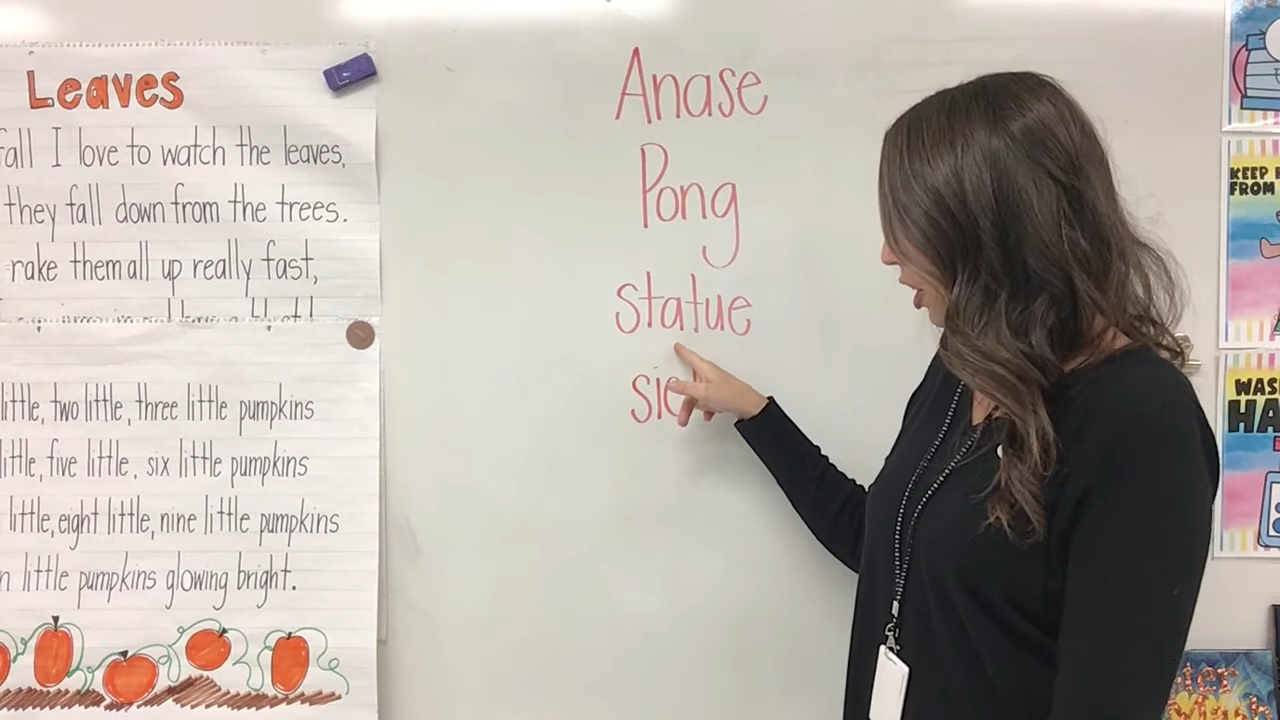 Leaves
fall I love to watch the leaves,
they fall down from the trees.
rake them all up really fast,
little, two little, three little pumpkins
little, five little, six little pumpkins
little, eight little, nine little pumpkins
little pumpkins glowing bright.
Anase
Pong
statue
KEEP
FROM